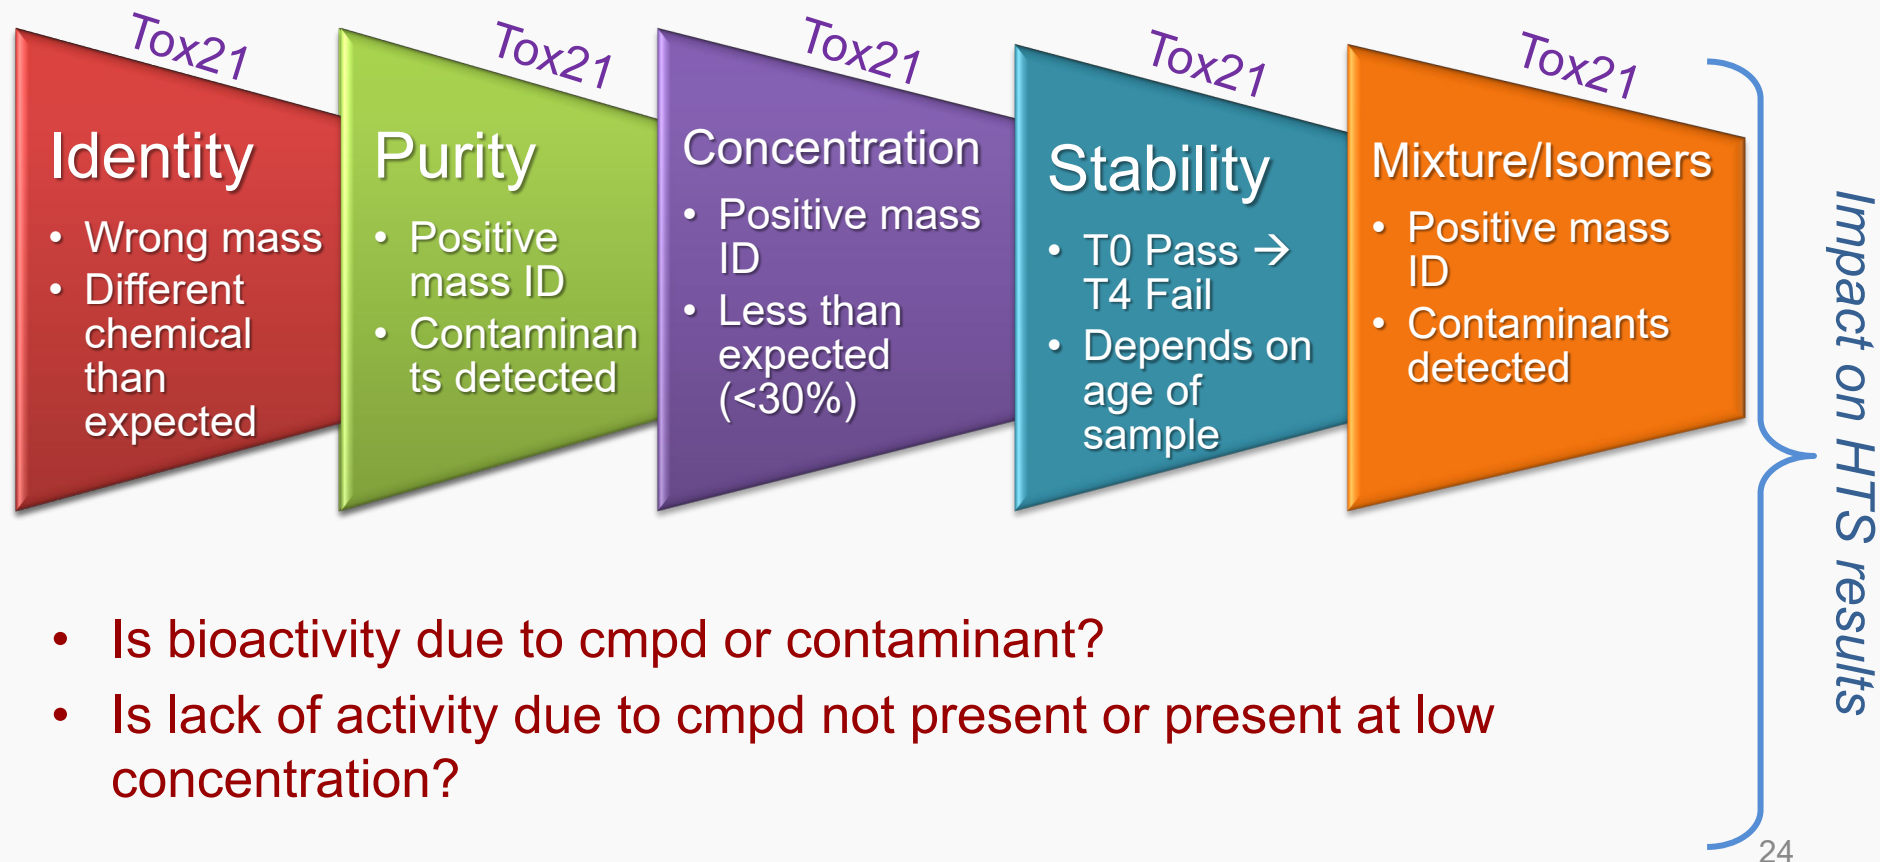 Tox21
Identity
• Wrong mass
• Different
chemical
than
expected
Tox21
Purity
• Positive
mass ID
• Contaminan
ts detected
Tox21
Concentration
• Positive mass
ID
• Less than
expected
(<30%)
Tox21
Stability
• T0 Pass →
T4 Fail
• Depends on
age of
sample
Tox21
Mixture/Isomers
• Positive mass
ID
• Contaminants
detected
Impact on HTS results
• Is bioactivity due to cmpd or contaminant?
• Is lack of activity due to cmpd not present or present at low
concentration?
24